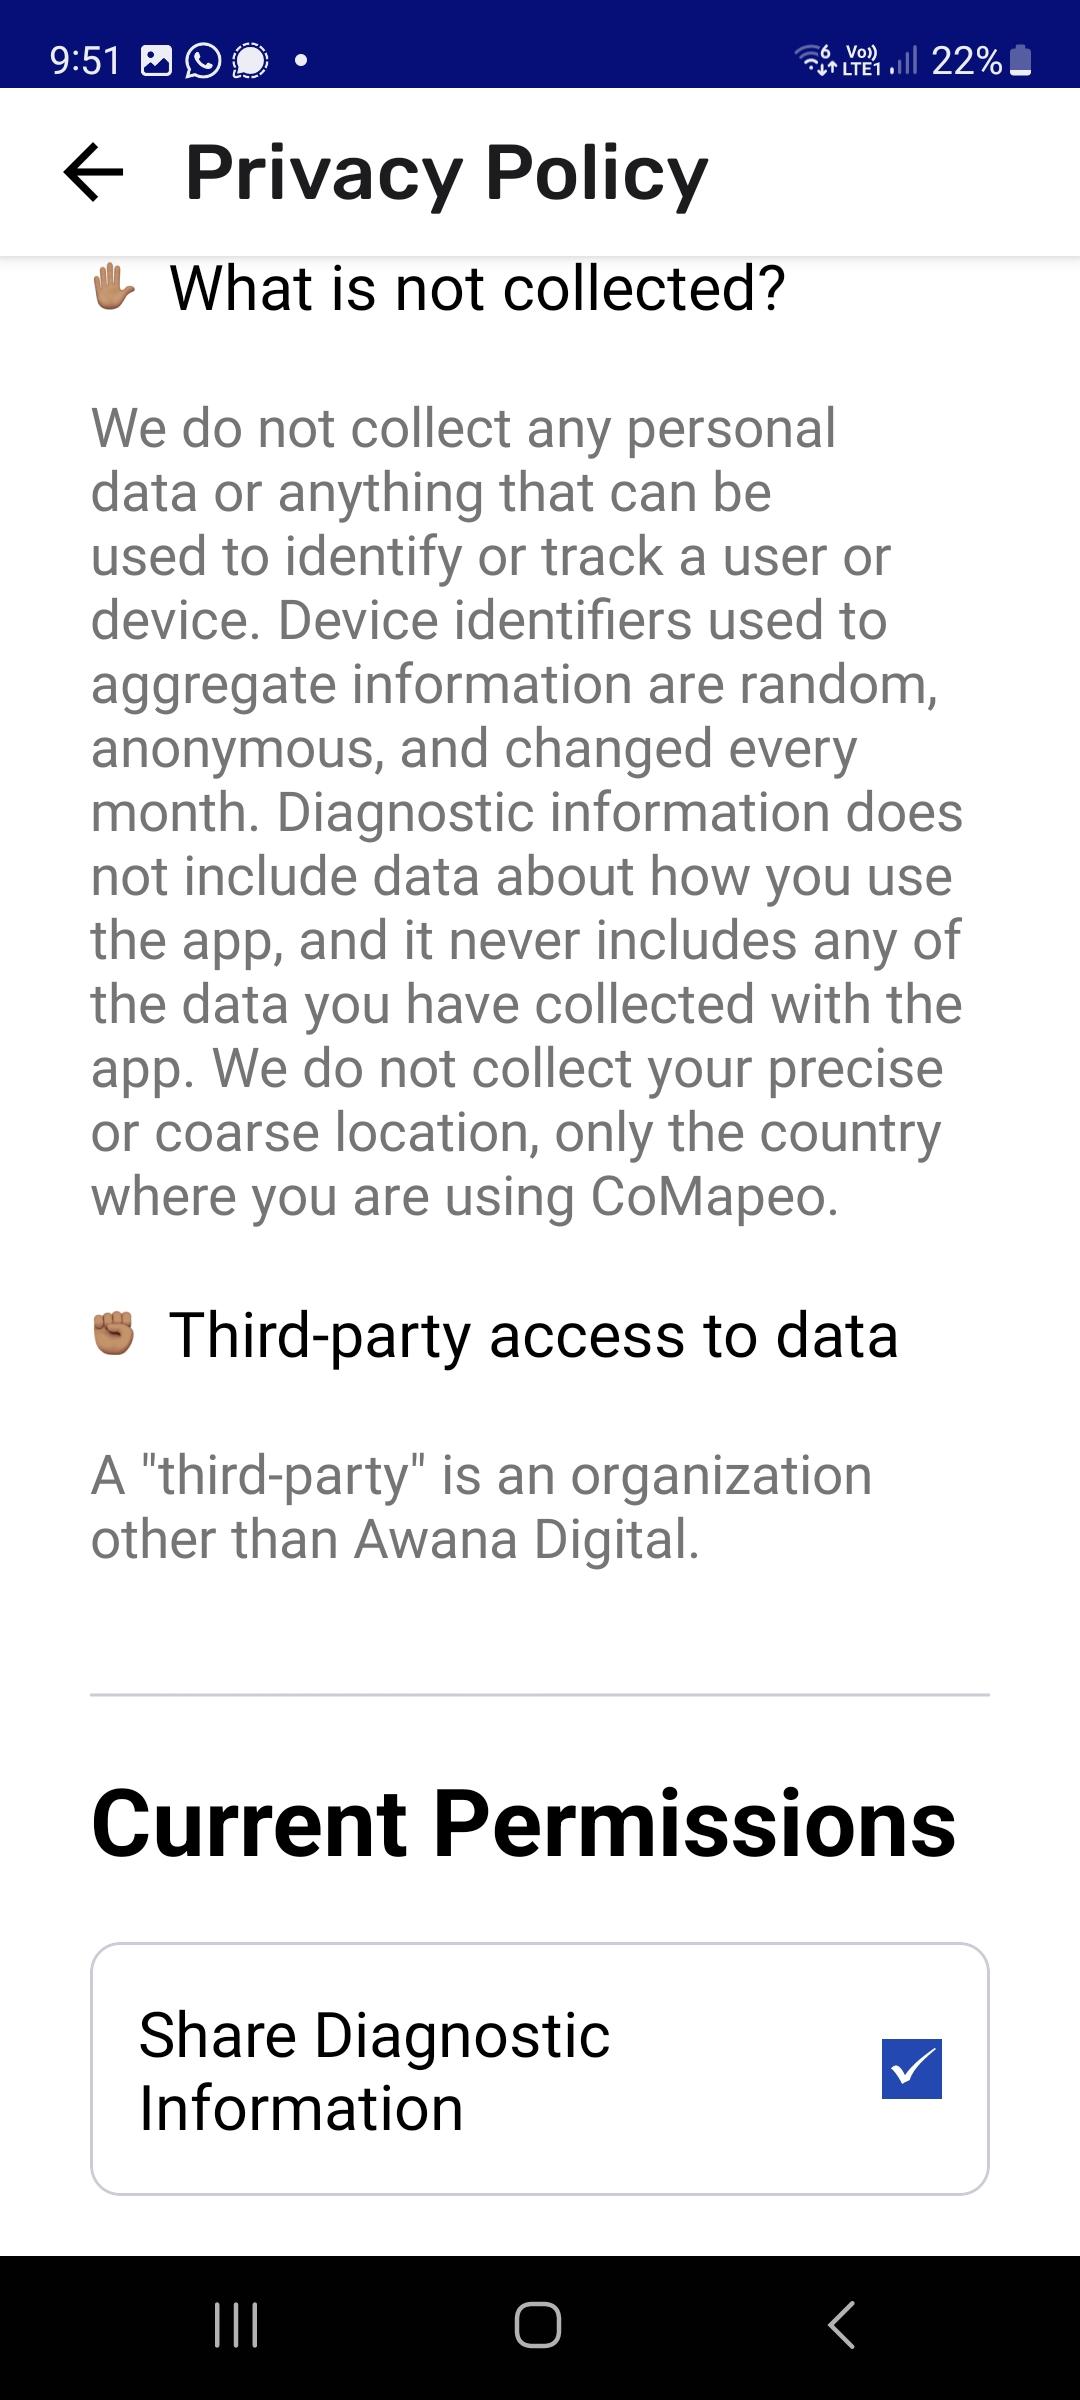 9:51
6 Vo)) LTE1 22%
Privacy Policy
What is not collected?
We do not collect any personal
data or anything that can be
used to identify or track a user or
device. Device identifiers used to
aggregate information are random,
anonymous, and changed every
month. Diagnostic information does
not include data about how you use
the app, and it never includes any of
the data you have collected with the
app. We do not collect your precise
or coarse location, only the country
where you are using CoMapeo.
Third-party access to data
A "third-party" is an organization
other than Awana Digital.
Current Permissions
Share Diagnostic
Information